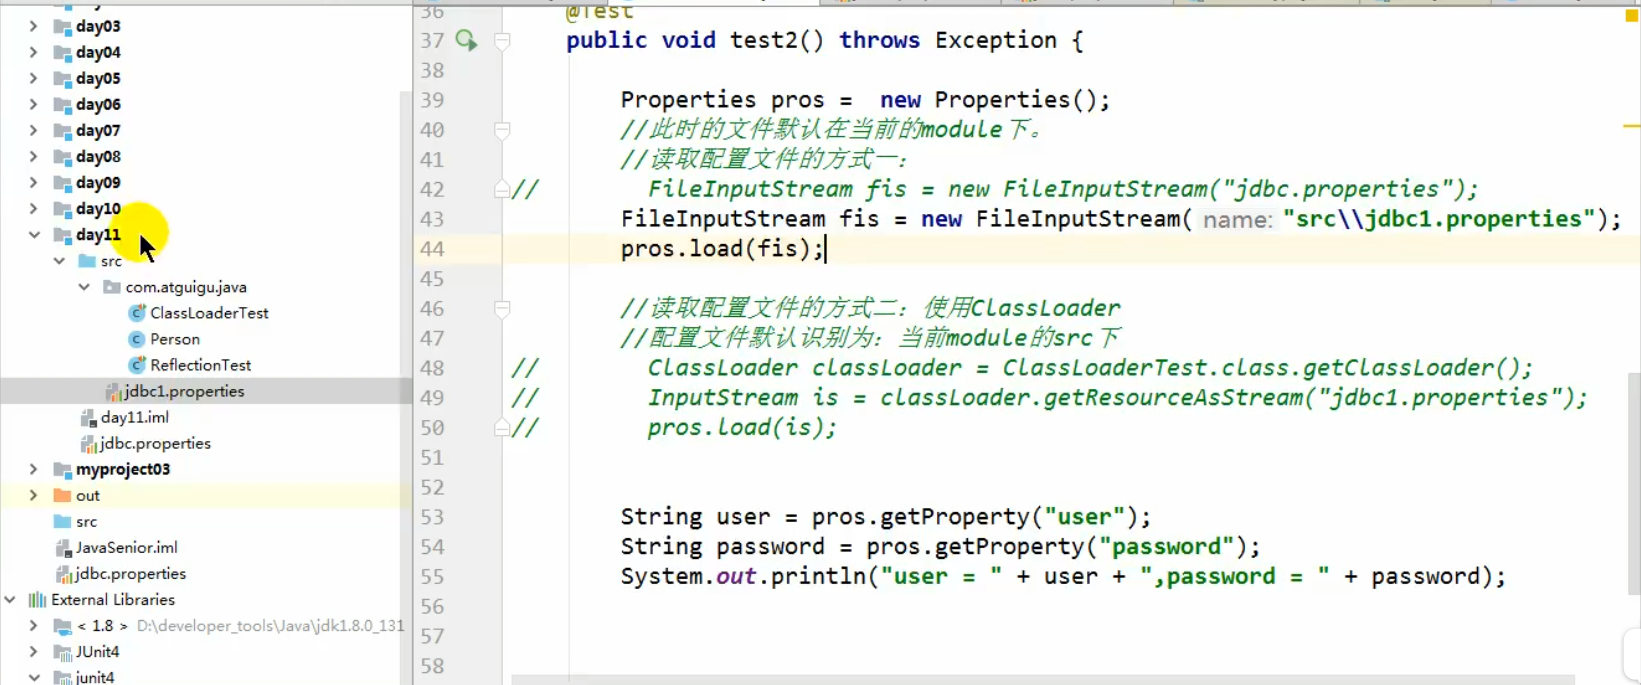 day03
day04
day05
day06
day07
day08
day09
day10
day11
src
com.atguigu.java
ClassLoaderTest
Person
ReflectionTest
jdbc1.properties
day11.iml
jdbc.properties
myproject03
out
src
JavaSenior.iml
jdbc.properties
External Libraries
< 1.8 > D:\developer_tools\Java\jdk1.8.0_131
JUnit4
junit4
36 @Test
37 public void test2() throws Exception {
38
39 Properties pros =  new Properties();
40 //此时的文件默认在当前的module下。
41 //读取配置文件的方式一：
42 // FileInputStream fis = new FileInputStream("jdbc.properties");
43 FileInputStream fis = new FileInputStream( name: "src\\jdbc1.properties");
44 pros.load(fis);
45
46 //读取配置文件的方式二：使用ClassLoader
47 //配置文件默认识别为：当前module的src下
48 // ClassLoader classLoader = ClassLoaderTest.class.getClassLoader();
49 // InputStream is = classLoader.getResourceAsStream("jdbc1.properties");
50 // pros.load(is);
51
52
53 String user = pros.getProperty("user");
54 String password = pros.getProperty("password");
55 System.out.println("user = " + user + ",password = " + password);
56
57
58